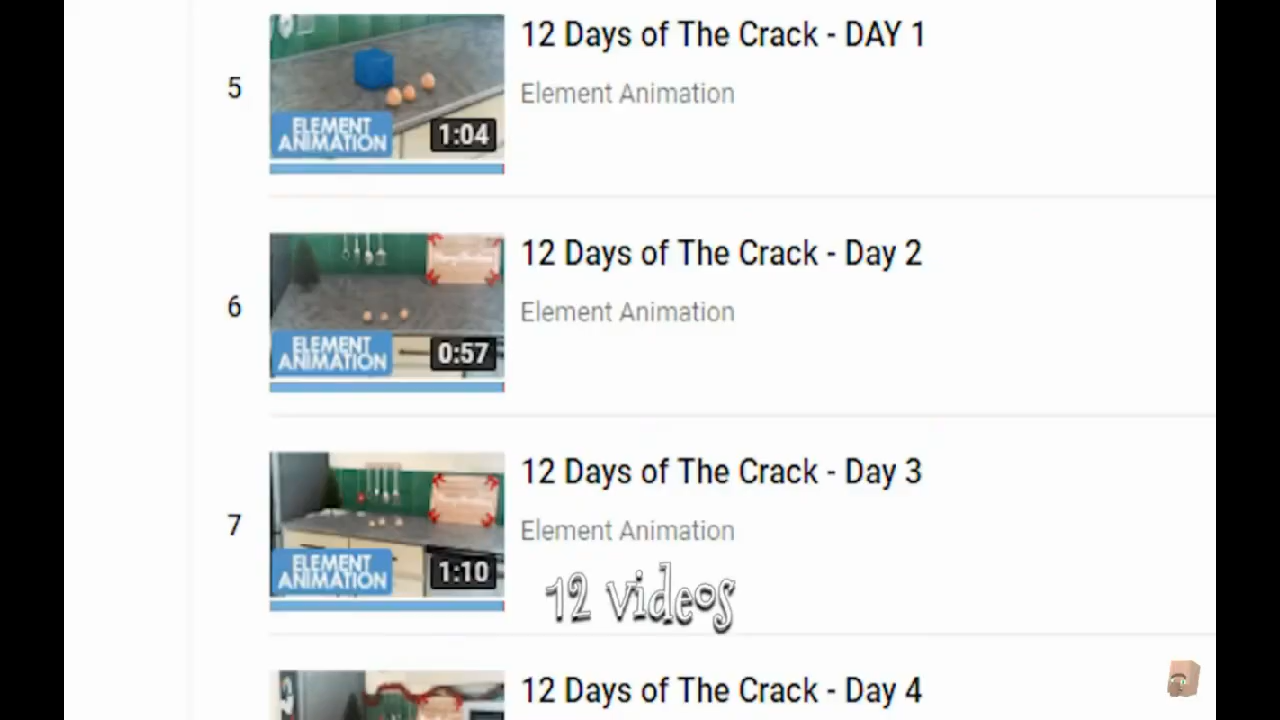 5
12 Days of The Crack - DAY 1
Element Animation
ELEMENT
ANIMATION
1:04
6
12 Days of The Crack - Day 2
Element Animation
ELEMENT
ANIMATION
0:57
7
12 Days of The Crack - Day 3
Element Animation
ELEMENT
ANIMATION
1:10
12 videos
12 Days of The Crack - Day 4